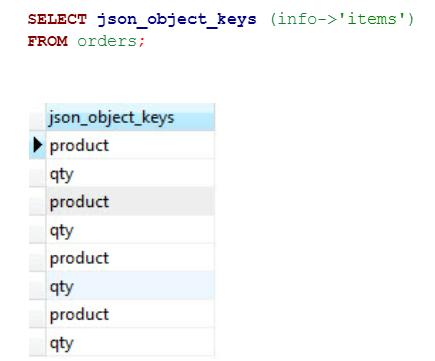 SELECT json_object_keys (info->'items')
FROM orders;
json_object_keys
product
qty
product
qty
product
qty
product
qty